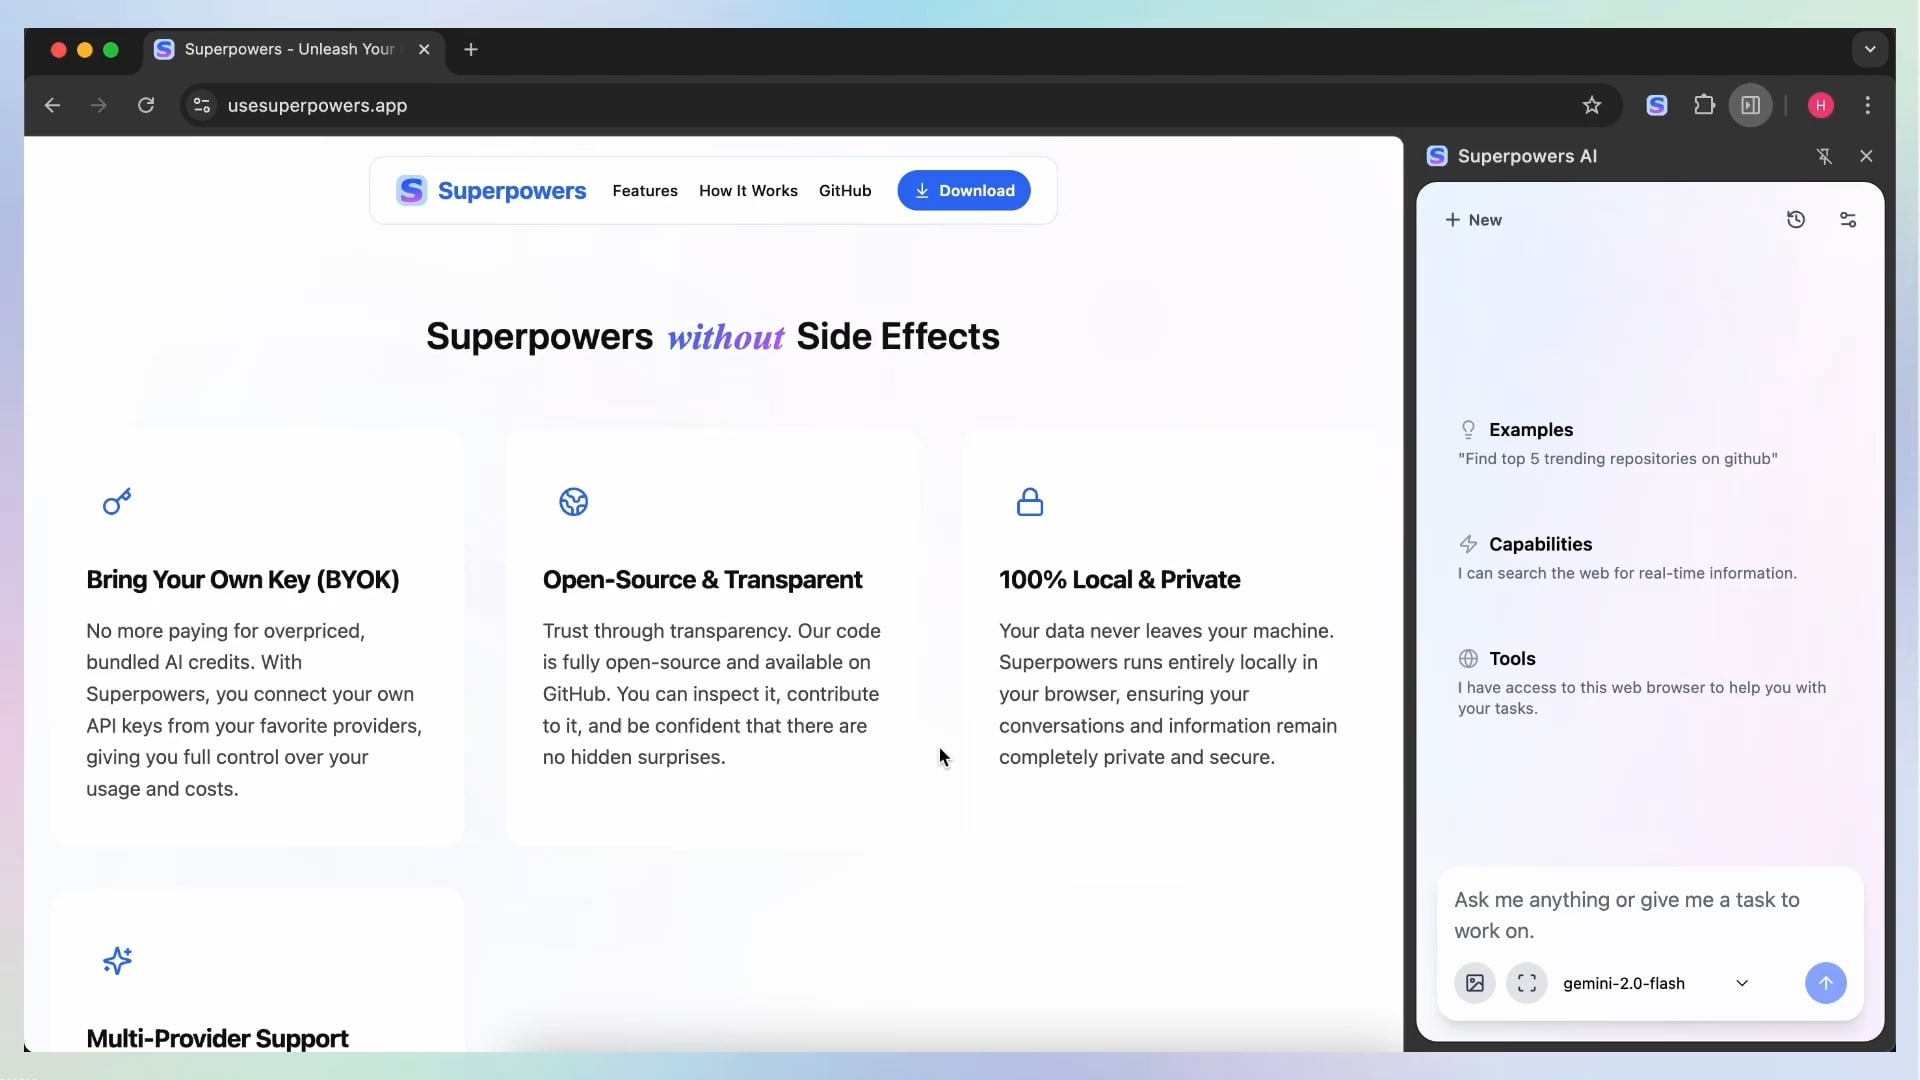 Superpowers - Unleash Your
usesuperpowers.app
H
Superpowers
Features
How It Works
GitHub
Download
Superpowers without Side Effects
Bring Your Own Key (BYOK)
No more paying for overpriced,
bundled AI credits. With
Superpowers, you connect your own
API keys from your favorite providers,
giving you full control over your
usage and costs.
Open-Source & Transparent
Trust through transparency. Our code
is fully open-source and available on
GitHub. You can inspect it, contribute
to it, and be confident that there are
no hidden surprises.
100% Local & Private
Your data never leaves your machine.
Superpowers runs entirely locally in
your browser, ensuring your
conversations and information remain
completely private and secure.
Multi-Provider Support
Superpowers AI
New
Examples
"Find top 5 trending repositories on github"
Capabilities
I can search the web for real-time information.
Tools
I have access to this web browser to help you with
your tasks.
Ask me anything or give me a task to
work on.
gemini-2.0-flash